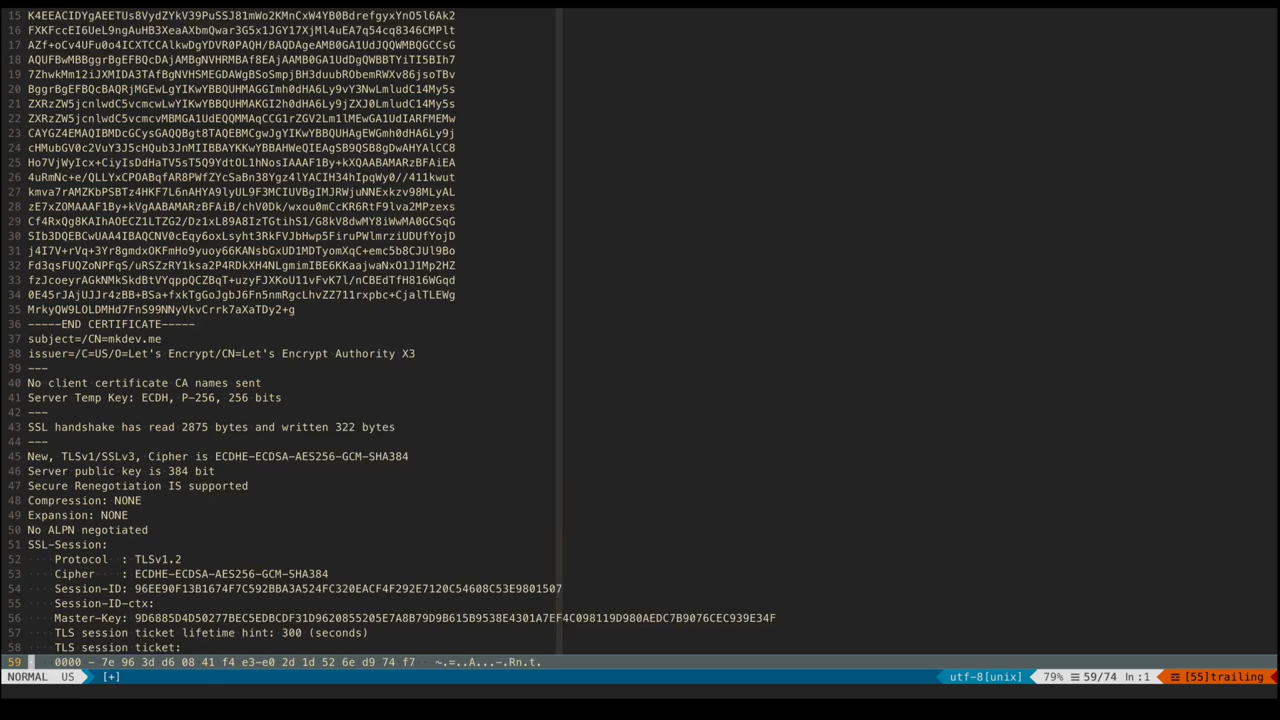 15 K4EEACIDYgAEETUs8VydZYkV39PuSSJ81mWo2KMnCxW4YB0BdrefgyxYnO5l6Ak2
16 FXKFccEI6UeL9ngAuHB3XeaAXbmQwar3G5x1JGY17XjMl4uEA7q54cq8346CMPlt
17 AZf+oCv4UFu0o4ICXTCCAlkwDgYDVR0PAQH/BAQDAgeAMB0GA1UdJQQWMBQGCCsG
18 AQUFBwMBBggrBgEFBQcDAjAMBgNVHRMBAf8EAjAAMB0GA1UdDgQWBBTYiTI5BIh7
19 7ZhwkMm12iJXMIDA3TAfBgNVHSMEGDAWgBSoSmpjBH3duubRObemRWXv86jsoTBv
20 BggrBgEFBQcBAQRjMGEwLgYIKwYBBQUHMAGGImh0dHA6Ly9vY3NwLmludC14My5s
21 ZXRzZW5jcnlwdC5vcmcwLwYIKwYBBQUHMAKGI2h0dHA6Ly9jZXJ0LmludC14My5s
22 ZXRzZW5jcnlwdC5vcmcvMBMGA1UdEQQMMAqCCG1rZGV2Lm1lMEwGA1UdIARFMEMw
23 CAYGZ4EMAQIBMDcGCysGAQQBgt8TAQEBMCgwJgYIKwYBBQUHAgEWGmh0dHA6Ly9j
24 cHMubGV0c2VuY3J5cHQub3JnMIIBBAYKKwYBBAHWeQIEAgSB9QSB8gDwAHYAlCC8
25 Ho7VjWyIcx+CiyIsDdHaTV5sT5Q9YdtOL1hNosIAAAF1By+kXQAABAMARzBFAiEA
26 4uRmNc+e/QLLYxCPOABqfAR8PWfZYcSaBn38Ygz4lYACIH34hIpqWy0//411kwut
27 kmva7rAMZKbPSBTz4HKF7L6nAHYA9lyUL9F3MCIUVBgIMJRWjuNNExkzv98MLyAL
28 zE7xZOMAAAF1By+kVgAABAMARzBFAiB/chV0Dk/wxou0mCcKR6RtF9lva2MPzexs
29 Cf4RxQg8KAIhAOECZ1LTZG2/Dz1xL89A8IzTGtihS1/G8kV8dwMY8iWwMA0GCSqG
30 SIb3DQEBCwUAA4IBAQCNV0cEqy6oxLsyht3RkFVJbHwp5FiruPWlmrziUDUfYojD
31 j4I7V+rVq+3Yr8gmdxOKFmHo9yuoy66KANsbGxUD1MDTyomXqC+emc5b8CJUl9Bo
32 Fd3qsFUQZoNPFqS/uRSZzRY1ksa2P4RDkXH4NLgmimIBE6KKaajwaNxO1J1Mp2HZ
33 fzJcoeyrAGkNMkSkdBtVYqppQCZBqT+uzyFJXKoU11vFvK7l/nCBEdTfH816WGqd
34 0E45rJAjUJJr4zBB+BSa+fxkTgGoJgbJ6Fn5nmRgcLhvZZ711rxpbc+CjalTLEWg
35 MrkyQW9LOLDMHd7FnS99NNyVkvCrrk7aXaTDy2+g
36 -----END CERTIFICATE-----
37 subject=/CN=mkdev.me
38 issuer=/C=US/O=Let's Encrypt/CN=Let's Encrypt Authority X3
39 ---
40 No client certificate CA names sent
41 Server Temp Key: ECDH, P-256, 256 bits
42 ---
43 SSL handshake has read 2875 bytes and written 322 bytes
44 ---
45 New, TLSv1/SSLv3, Cipher is ECDHE-ECDSA-AES256-GCM-SHA384
46 Server public key is 384 bit
47 Secure Renegotiation IS supported
48 Compression: NONE
49 Expansion: NONE
50 No ALPN negotiated
51 SSL-Session:
52 Protocol : TLSv1.2
53 Cipher : ECDHE-ECDSA-AES256-GCM-SHA384
54 Session-ID: 96EE90F13B1674F7C592BBA3A524FC320EACF4F292E7120C54608C53E9801507
55 Session-ID-ctx:
56 Master-Key: 9D6885D4D50277BEC5EDBCDF31D9620855205E7A8B79D9B615B9538E4301A7EF4C098119D980AEDC7B9076CEC939E34F
57 TLS session ticket lifetime hint: 300 (seconds)
58 TLS session ticket:
59 0000 - 7e 96 3d d6 08 41 f4 e3-e0 2d 1d 52 6e d9 74 f7 ~.=..A...-.Rn.t.
NORMAL US [+] utf-8[unix] 79% ☰ 59/74 ln :1 ☲ [55]trailing